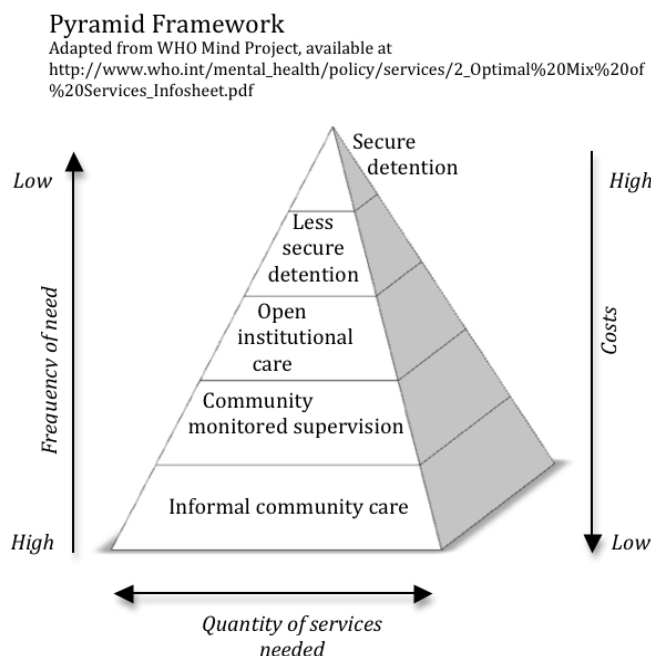 Pyramid Framework
Adapted from WHO Mind Project, available at
http://www.who.int/mental_health/policy/services/2_Optimal%20Mix%20of
%20Services_Infosheet.pdf
Secure
detention
Low
High
Less
secure
detention
Frequency of need
Open
institutional
care
Costs
Community
monitored supervision
Informal community care
High
Low
Quantity of services
needed